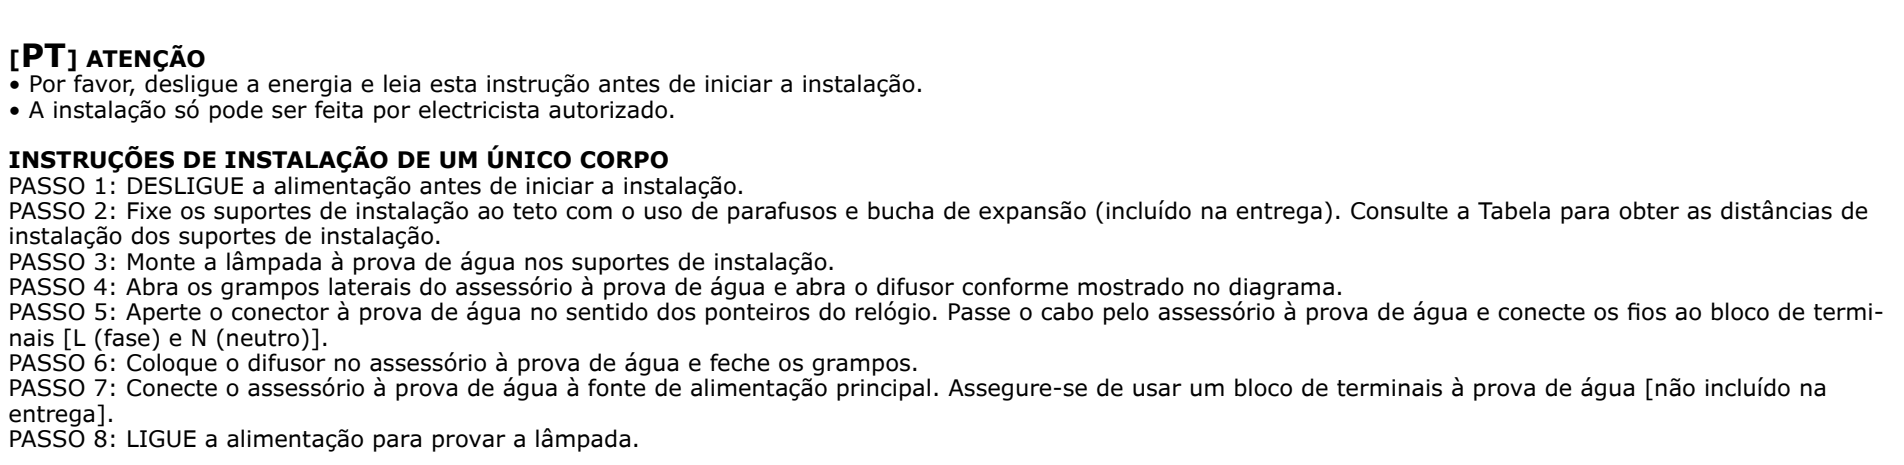 [PT] ATENÇÃO
• Por favor, desligue a energia e leia esta instrução antes de iniciar a instalação.
• A instalação só pode ser feita por electricista autorizado.
INSTRUÇÕES DE INSTALAÇÃO DE UM ÚNICO CORPO
PASSO 1: DESLIGUE a alimentação antes de iniciar a instalação.
PASSO 2: Fixe os suportes de instalação ao teto com o uso de parafusos e bucha de expansão (incluído na entrega). Consulte a Tabela para obter as distâncias de
instalação dos suportes de instalação.
PASSO 3: Monte a lâmpada à prova de água nos suportes de instalação.
PASSO 4: Abra os grampos laterais do assessório à prova de água e abra o difusor conforme mostrado no diagrama.
PASSO 5: Aperte o conector à prova de água no sentido dos ponteiros do relógio. Passe o cabo pelo assessório à prova de água e conecte os fios ao bloco de termi-
nais [L (fase) e N (neutro)].
PASSO 6: Coloque o difusor no assessório à prova de água e feche os grampos.
PASSO 7: Conecte o assessório à prova de água à fonte de alimentação principal. Assegure-se de usar um bloco de terminais à prova de água [não incluído na
entrega].
PASSO 8: LIGUE a alimentação para provar a lâmpada.